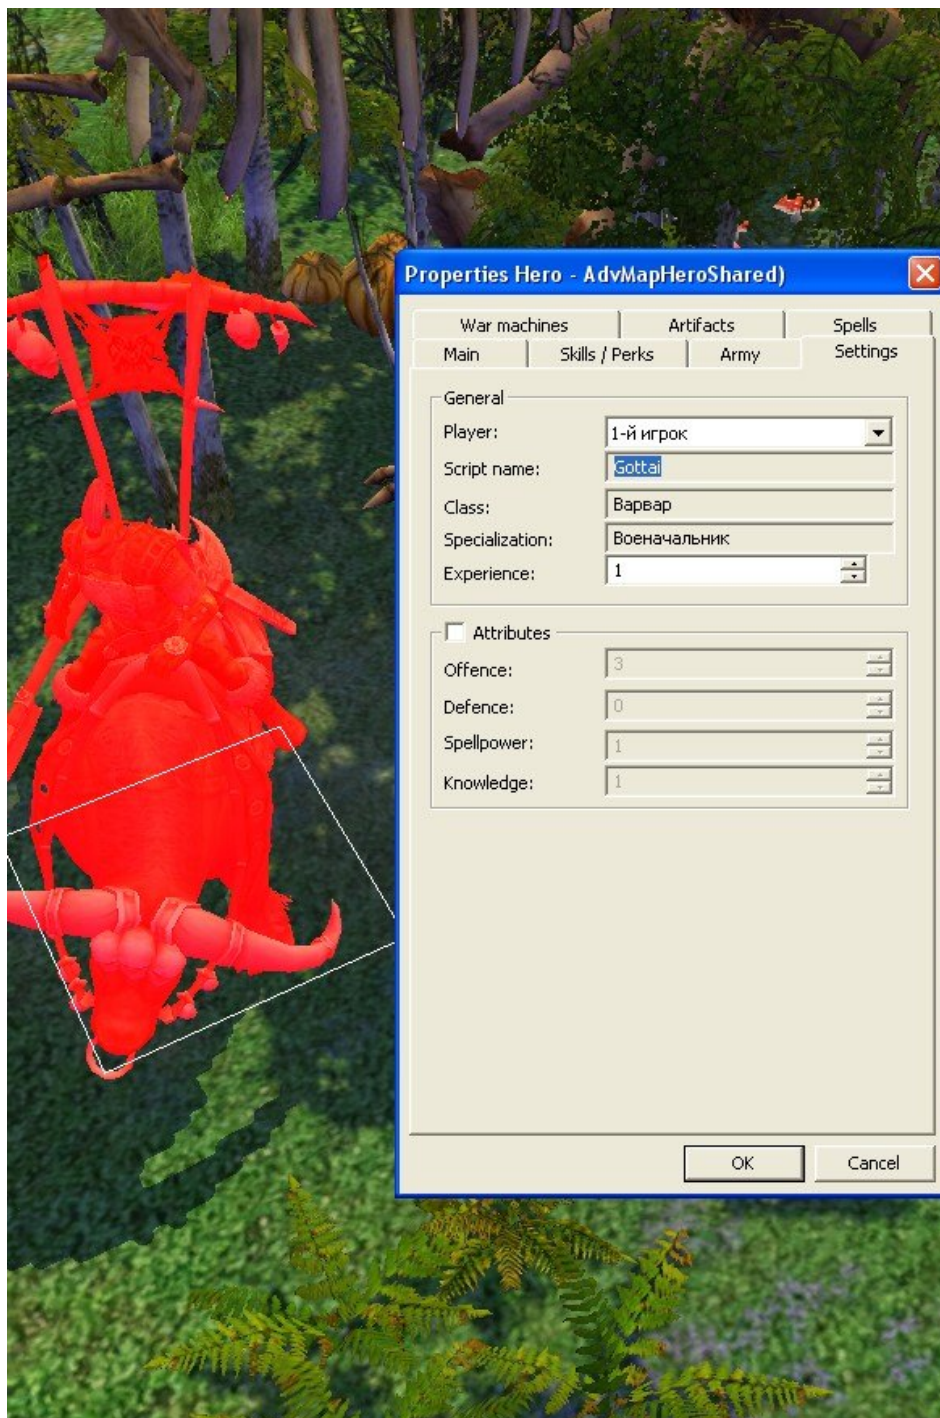 Properties Hero - AdvMapHeroShared)
War machines Artifacts Spells
Main Skills / Perks Army Settings
General
Player: 1-й игрок
Script name: Gottai
Class: Варвар
Specialization: Военачальник
Experience: 1
Attributes
Offence: 3
Defence: 0
Spellpower: 1
Knowledge: 1
OK Cancel